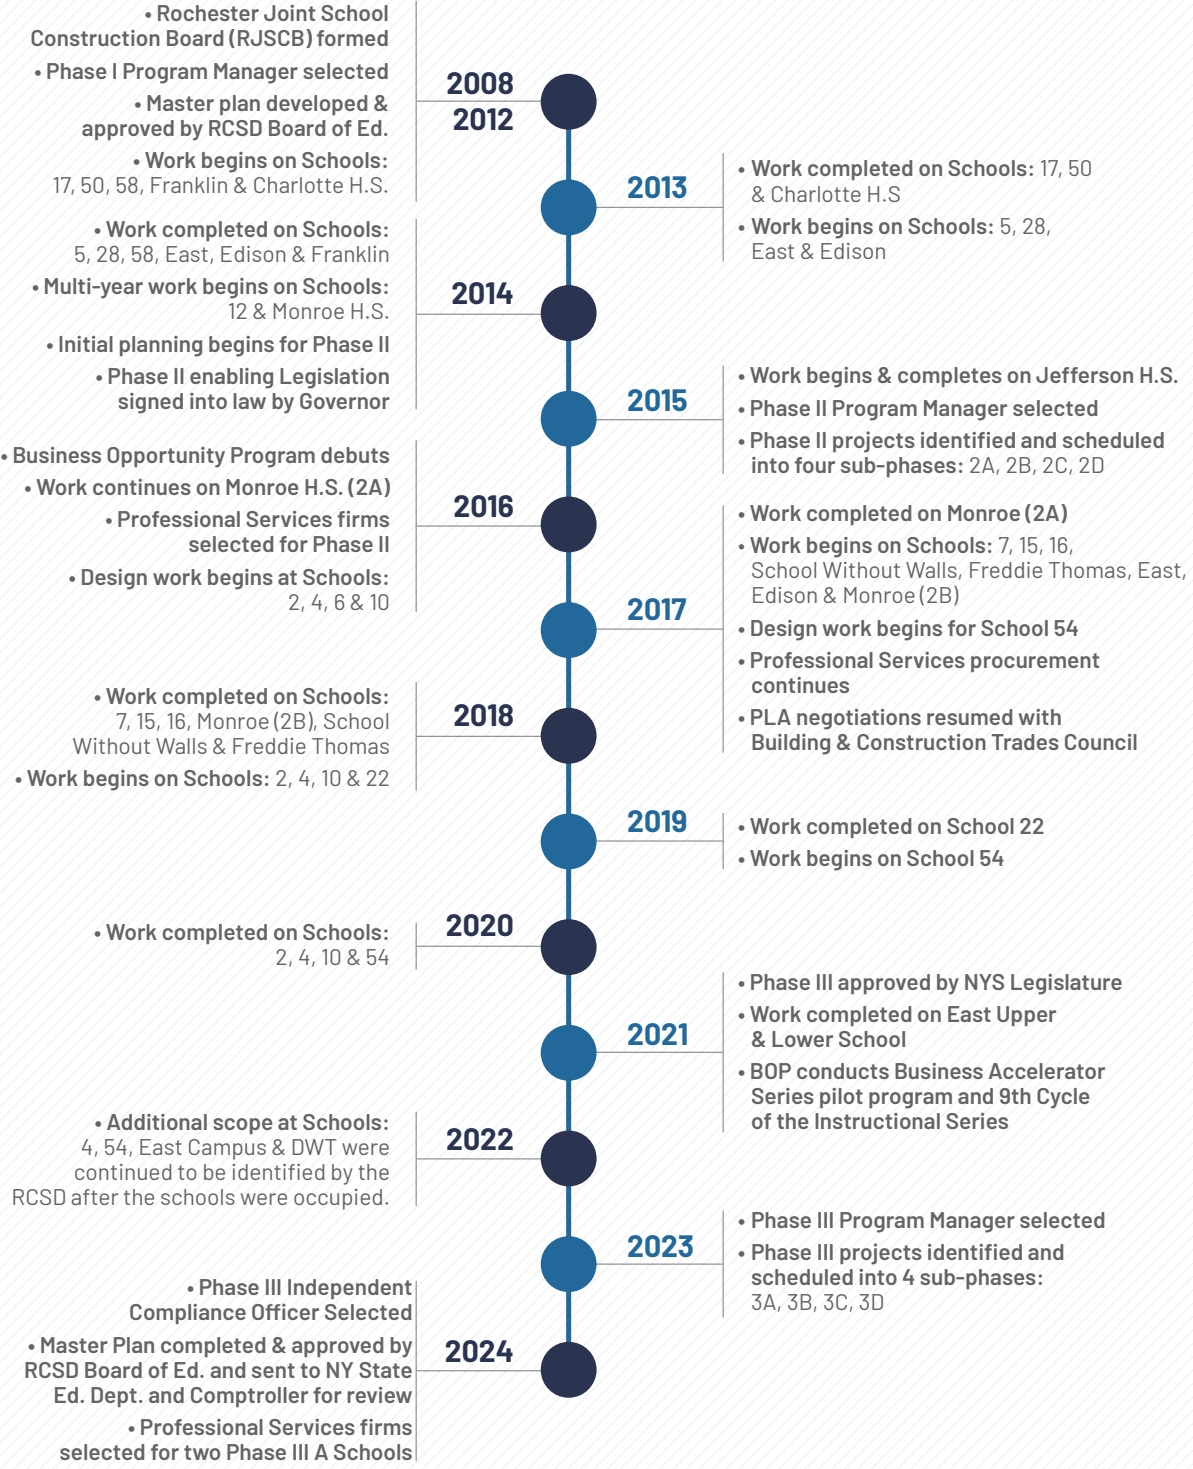 • Rochester Joint School
Construction Board (RJSCB) formed
• Phase I Program Manager selected
• Master plan developed &
approved by RCSD Board of Ed.
• Work begins on Schools:
17, 50, 58, Franklin & Charlotte H.S.
2008
2012
2013
• Work completed on Schools: 17, 50
& Charlotte H.S
• Work begins on Schools: 5, 28,
East & Edison
• Work completed on Schools:
5, 28, 58, East, Edison & Franklin
• Multi-year work begins on Schools:
12 & Monroe H.S.
• Initial planning begins for Phase II
• Phase II enabling Legislation
signed into law by Governor
2014
2015
• Work begins & completes on Jefferson H.S.
• Phase II Program Manager selected
• Phase II projects identified and scheduled
into four sub-phases: 2A, 2B, 2C, 2D
• Business Opportunity Program debuts
• Work continues on Monroe H.S. (2A)
• Professional Services firms
selected for Phase II
• Design work begins at Schools:
2, 4, 6 & 10
2016
2017
• Work completed on Monroe (2A)
• Work begins on Schools: 7, 15, 16,
School Without Walls, Freddie Thomas, East,
Edison & Monroe (2B)
• Design work begins for School 54
• Professional Services procurement
continues
• PLA negotiations resumed with
Building & Construction Trades Council
• Work completed on Schools:
7, 15, 16, Monroe (2B), School
Without Walls & Freddie Thomas
• Work begins on Schools: 2, 4, 10 & 22
2018
2019
• Work completed on School 22
• Work begins on School 54
• Work completed on Schools:
2, 4, 10 & 54
2020
2021
• Phase III approved by NYS Legislature
• Work completed on East Upper
& Lower School
• BOP conducts Business Accelerator
Series pilot program and 9th Cycle
of the Instructional Series
• Additional scope at Schools:
4, 54, East Campus & DWT were
continued to be identified by the
RCSD after the schools were occupied.
2022
2023
• Phase III Program Manager selected
• Phase III projects identified and
scheduled into 4 sub-phases:
3A, 3B, 3C, 3D
• Phase III Independent
Compliance Officer Selected
• Master Plan completed & approved by
RCSD Board of Ed. and sent to NY State
Ed. Dept. and Comptroller for review
• Professional Services firms
selected for two Phase III A Schools
2024